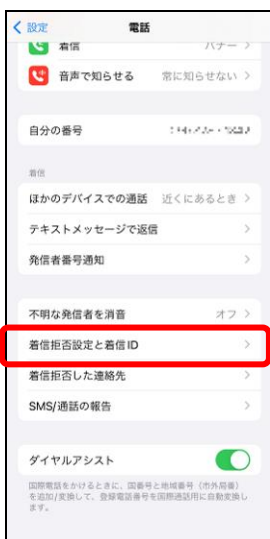 設定
電話
着信 バナー
音声で知らせる 常に知らせない
自分の番号
着信
ほかのデバイスでの通話 近くにあるとき
テキストメッセージで返信
発信者番号通知
不明な発信者を消音 オフ
着信拒否設定と着信ID
着信拒否した連絡先
SMS/通話の報告
ダイヤルアシスト
国際電話をかけるときに、国番号と地域番号（市外局番）
を追加/変換して、登録電話番号を国際通話用に自動変換し
ます。